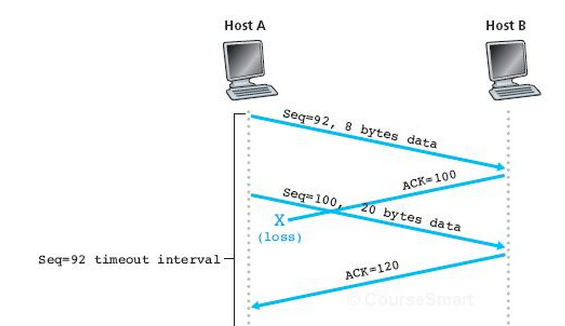 Host A
Host B
Seq=92, 8 bytes data
ACK=100
Seq=100, 20 bytes data
X
(loss)
Seq=92 timeout interval
ACK=120
© CourseSmart